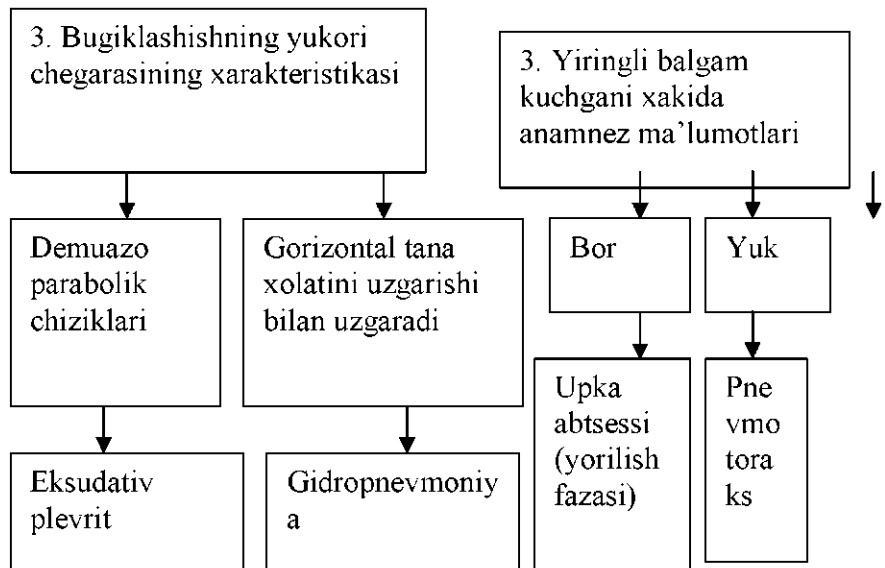 3. Bugiklashishning yukori
chegarasining xarakteristikasi
3. Yiringli balgam
kuchgani xakida
anamnez ma’lumotlari
Demuazo
parabolik
chiziklari
Gorizontal tana
xolatini uzgarishi
bilan uzgaradi
Bor
Yuk
Eksudativ
plevrit
Gidropnevmoniy
a
Upka
abtsessi
(yorilish
fazasi)
Pne
vmo
tora
ks